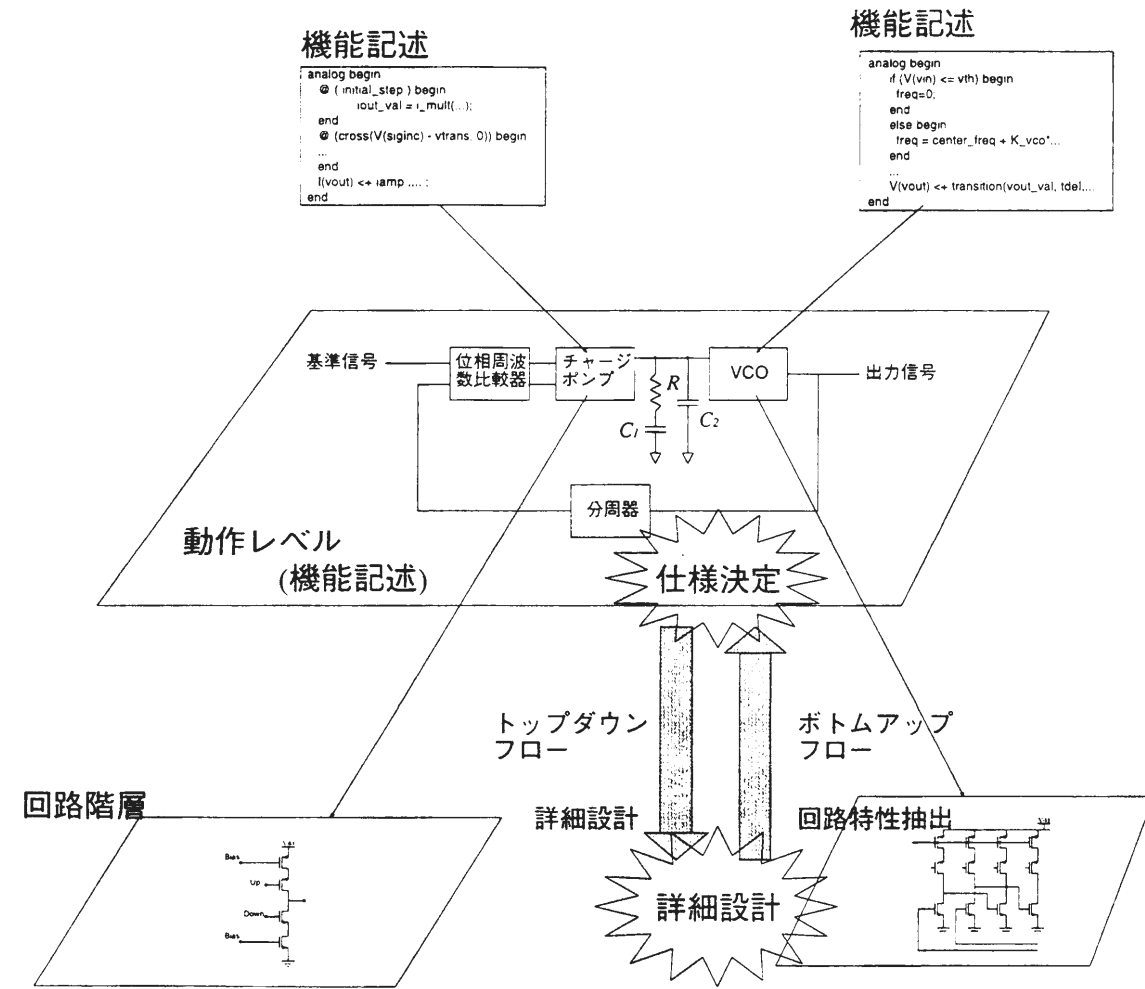 機能記述
analog begin
@ ( initial_step ) begin
iout_val = i_mult(...);
end
@ (cross(V(siginc) - vtrans, 0)) begin
...
end
I(vout) <+ iamp .... ;
end
機能記述
analog begin
if (V(vin) <= vth) begin
freq=0;
end
else begin
freq = center_freq + K_vco*...
end
...
V(vout) <+ transition(vout_val, tdel,...
end
基準信号
位相周波
数比較器
チャージ
ポンプ
R
C1
C2
VCO
出力信号
分周器
動作レベル
(機能記述)
仕様決定
トップダウン
フロー
ボトムアップ
フロー
回路階層
詳細設計
回路特性抽出
詳細設計
Bias
Up
Down
Bias